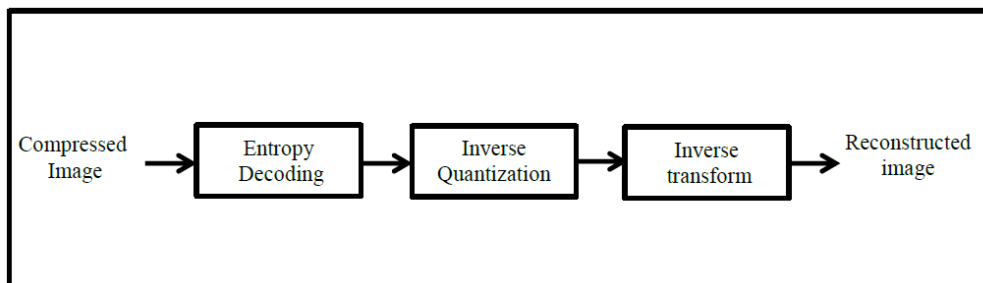 Compressed
Image
Entropy
Decoding
Inverse
Quantization
Inverse
transform
Reconstructed
image